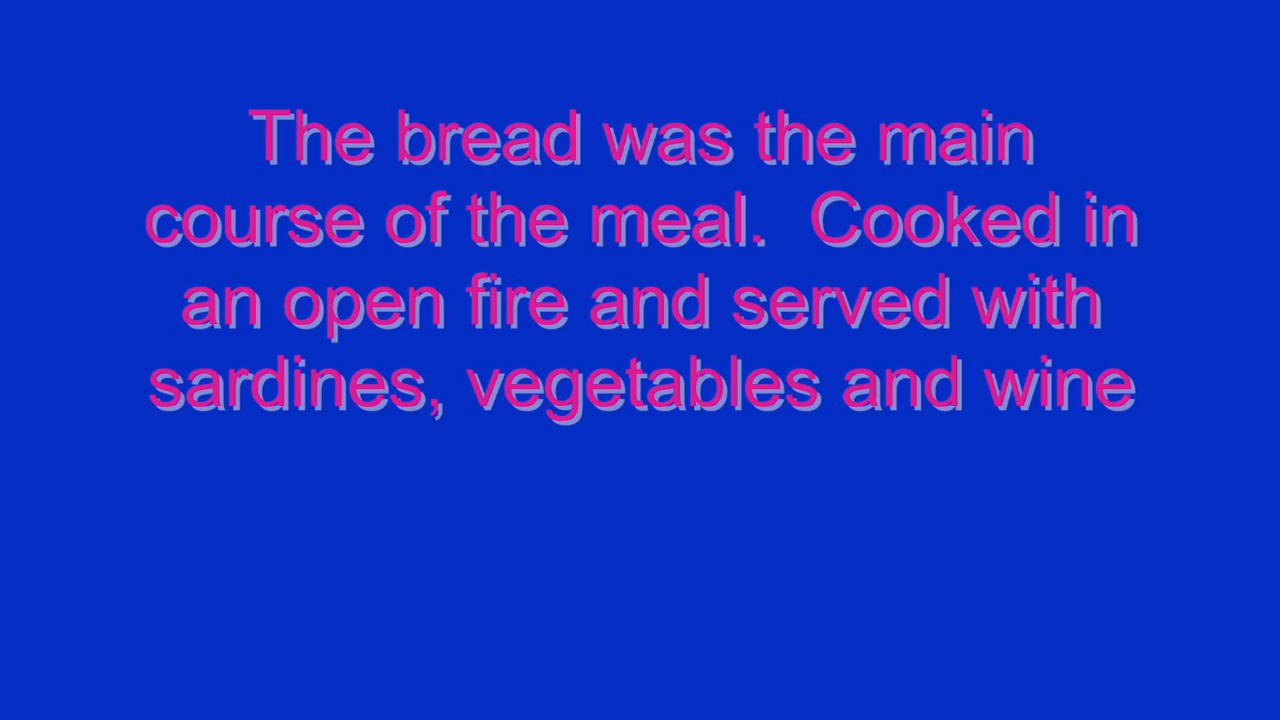 The bread was the main
course of the meal.  Cooked in
an open fire and served with
sardines, vegetables and wine